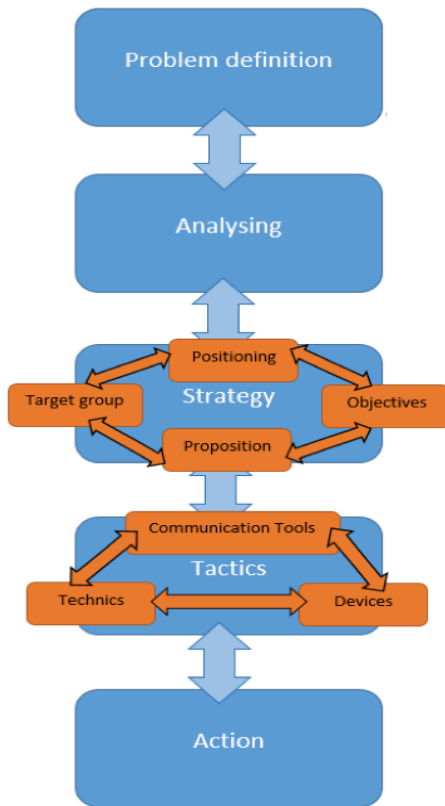 Problem definition
Analysing
Positioning
Target group
Strategy
Objectives
Proposition
Communication Tools
Tactics
Technics
Devices
Action